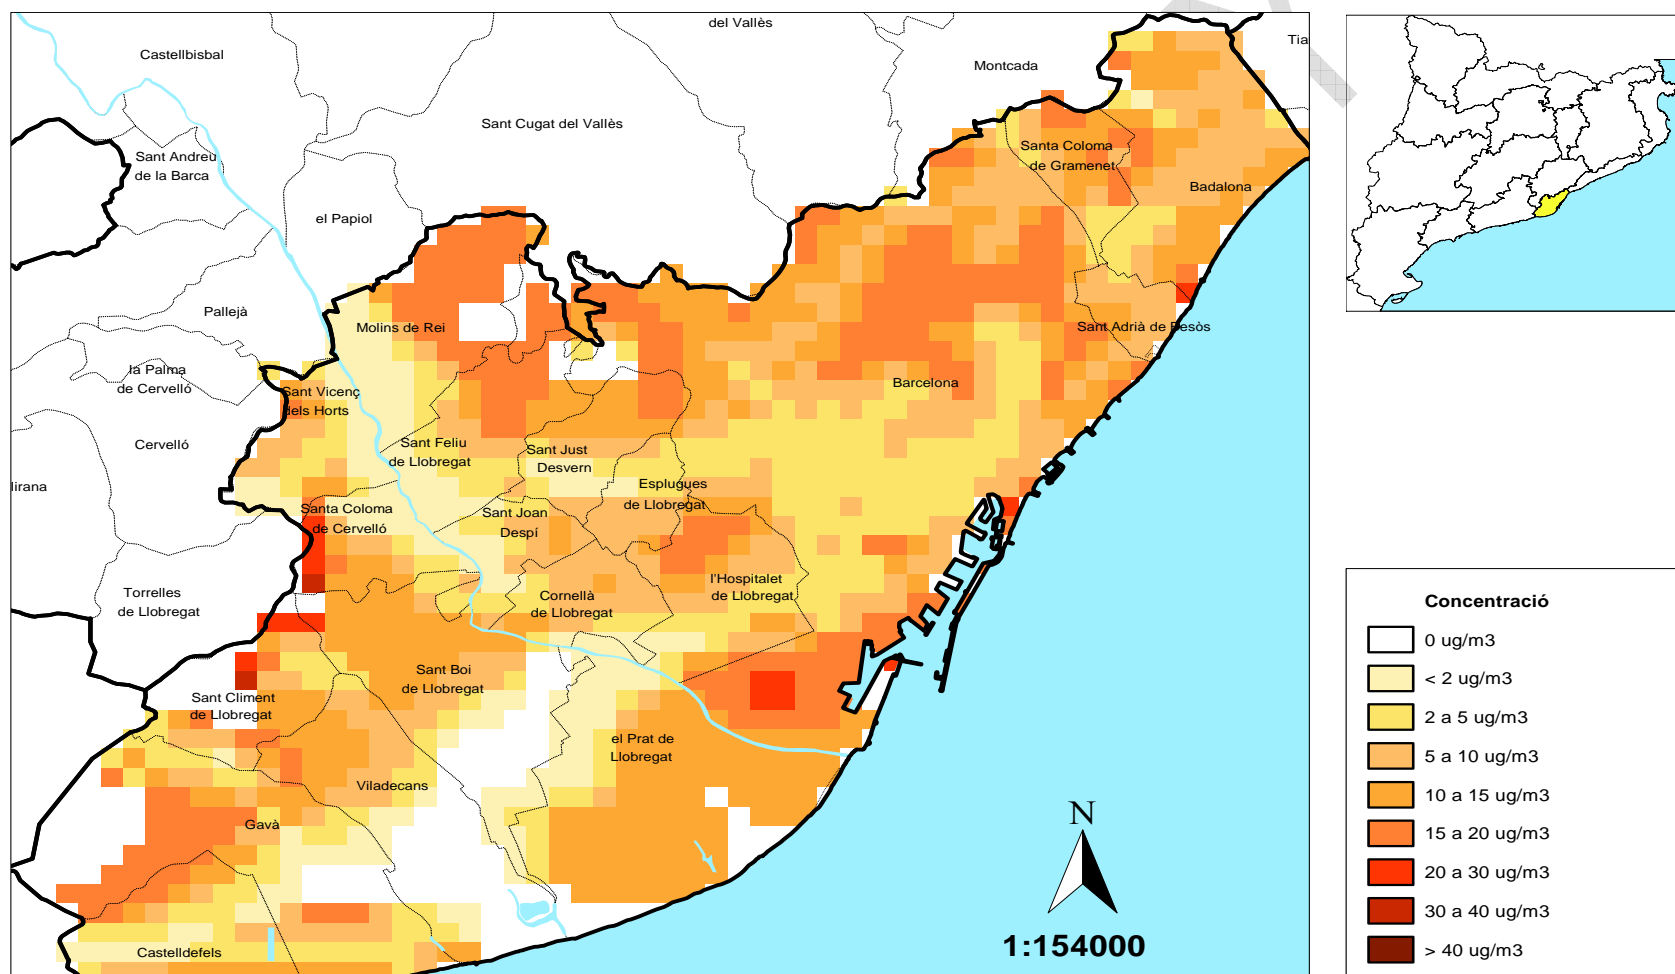 del Vallès
Tia
Castellbisbal
Montcada
Sant Cugat del Vallès
Sant Andreu
de la Barca
Santa Coloma
de Gramenet
Badalona
el Papiol
Pallejà
Molins de Rei
Sant Adrià de Besòs
la Palma
de Cervelló
Sant Vicenç
dels Horts
Barcelona
Cervelló
Sant Feliu
de Llobregat
Sant Just
Desvern
lirana
Esplugues
de Llobregat
Santa Coloma
de Cervelló
Sant Joan
Despí
l'Hospitalet
de Llobregat
Torrelles
de Llobregat
Cornellà
de Llobregat
Sant Boi
de Llobregat
Sant Climent
de Llobregat
el Prat de
Llobregat
Viladecans
Gavà
Castelldefels
N
1:154000
Concentració
0 ug/m3
< 2 ug/m3
2 a 5 ug/m3
5 a 10 ug/m3
10 a 15 ug/m3
15 a 20 ug/m3
20 a 30 ug/m3
30 a 40 ug/m3
> 40 ug/m3